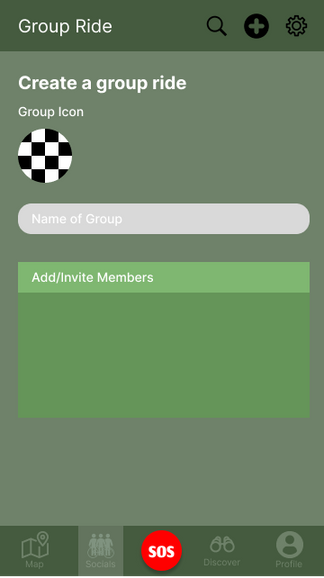 Group Ride
Create a group ride
Group Icon
Name of Group
Add/Invite Members
Map
Socials
SOS
Discover
Profile